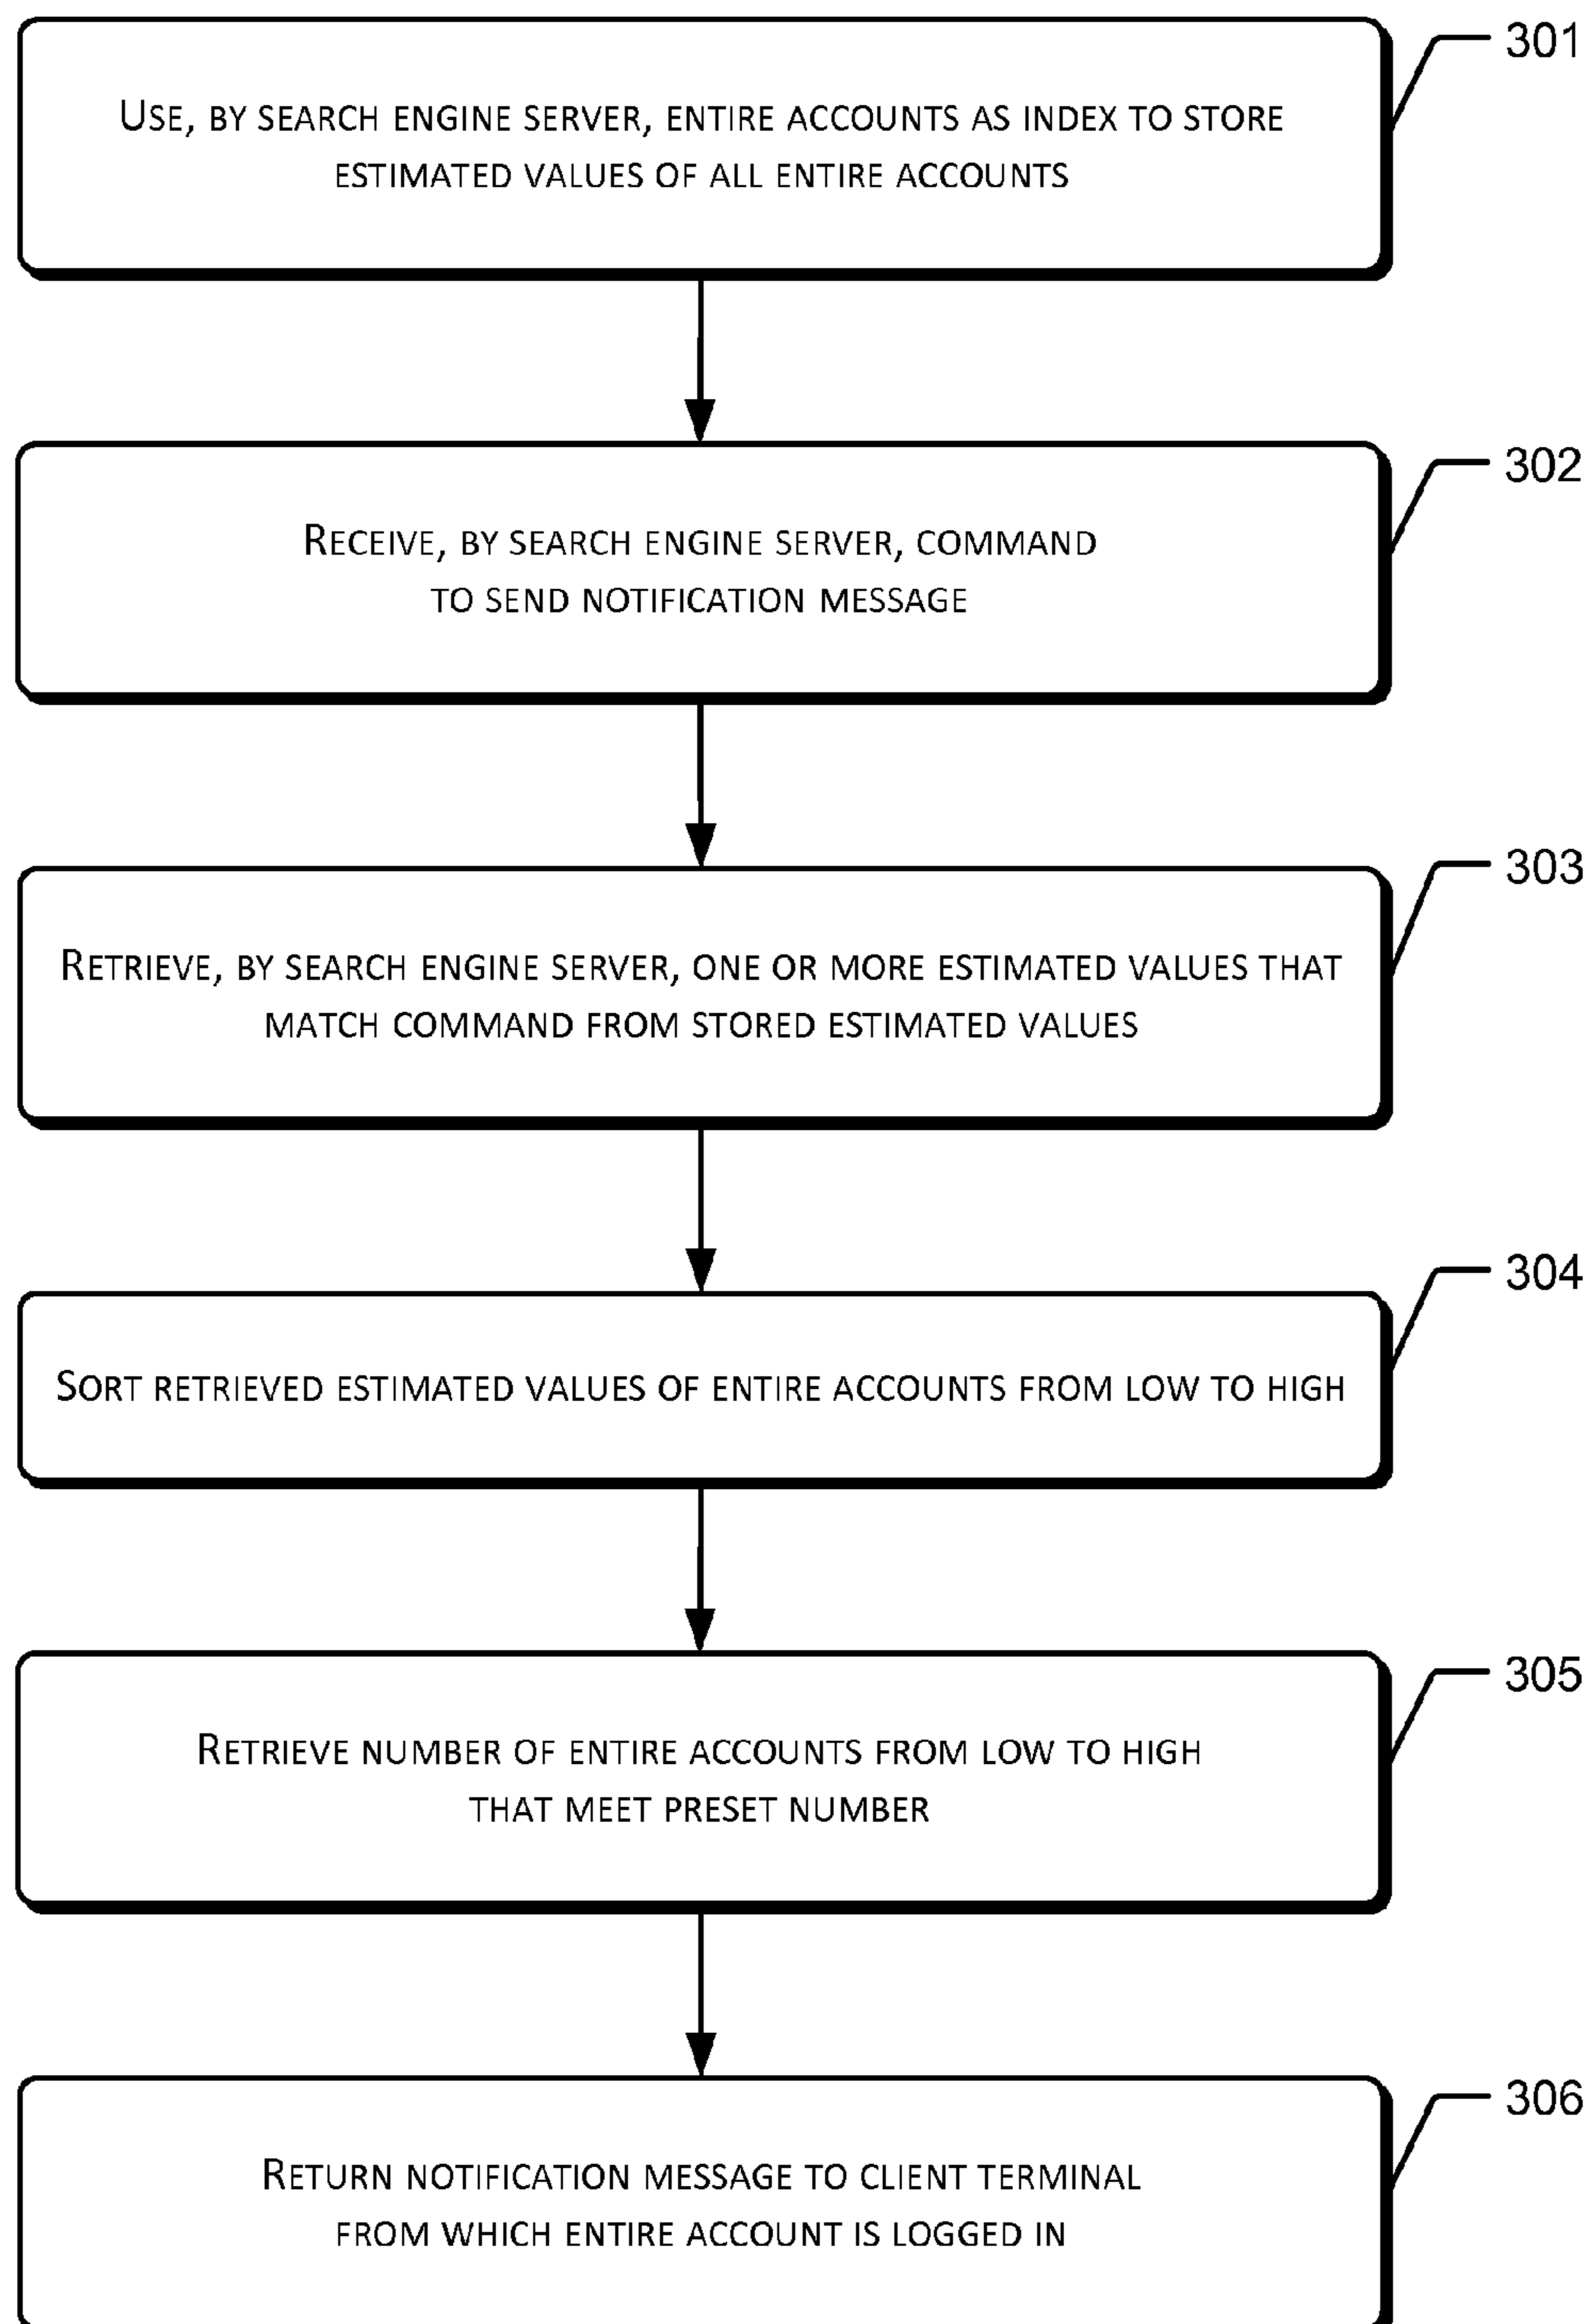 301
USE, BY SEARCH ENGINE SERVER, ENTIRE ACCOUNTS AS INDEX TO STORE
ESTIMATED VALUES OF ALL ENTIRE ACCOUNTS
302
RECEIVE, BY SEARCH ENGINE SERVER, COMMAND
TO SEND NOTIFICATION MESSAGE
303
RETRIEVE, BY SEARCH ENGINE SERVER, ONE OR MORE ESTIMATED VALUES THAT
MATCH COMMAND FROM STORED ESTIMATED VALUES
304
SORT RETRIEVED ESTIMATED VALUES OF ENTIRE ACCOUNTS FROM LOW TO HIGH
305
RETRIEVE NUMBER OF ENTIRE ACCOUNTS FROM LOW TO HIGH
THAT MEET PRESET NUMBER
306
RETURN NOTIFICATION MESSAGE TO CLIENT TERMINAL
FROM WHICH ENTIRE ACCOUNT IS LOGGED IN